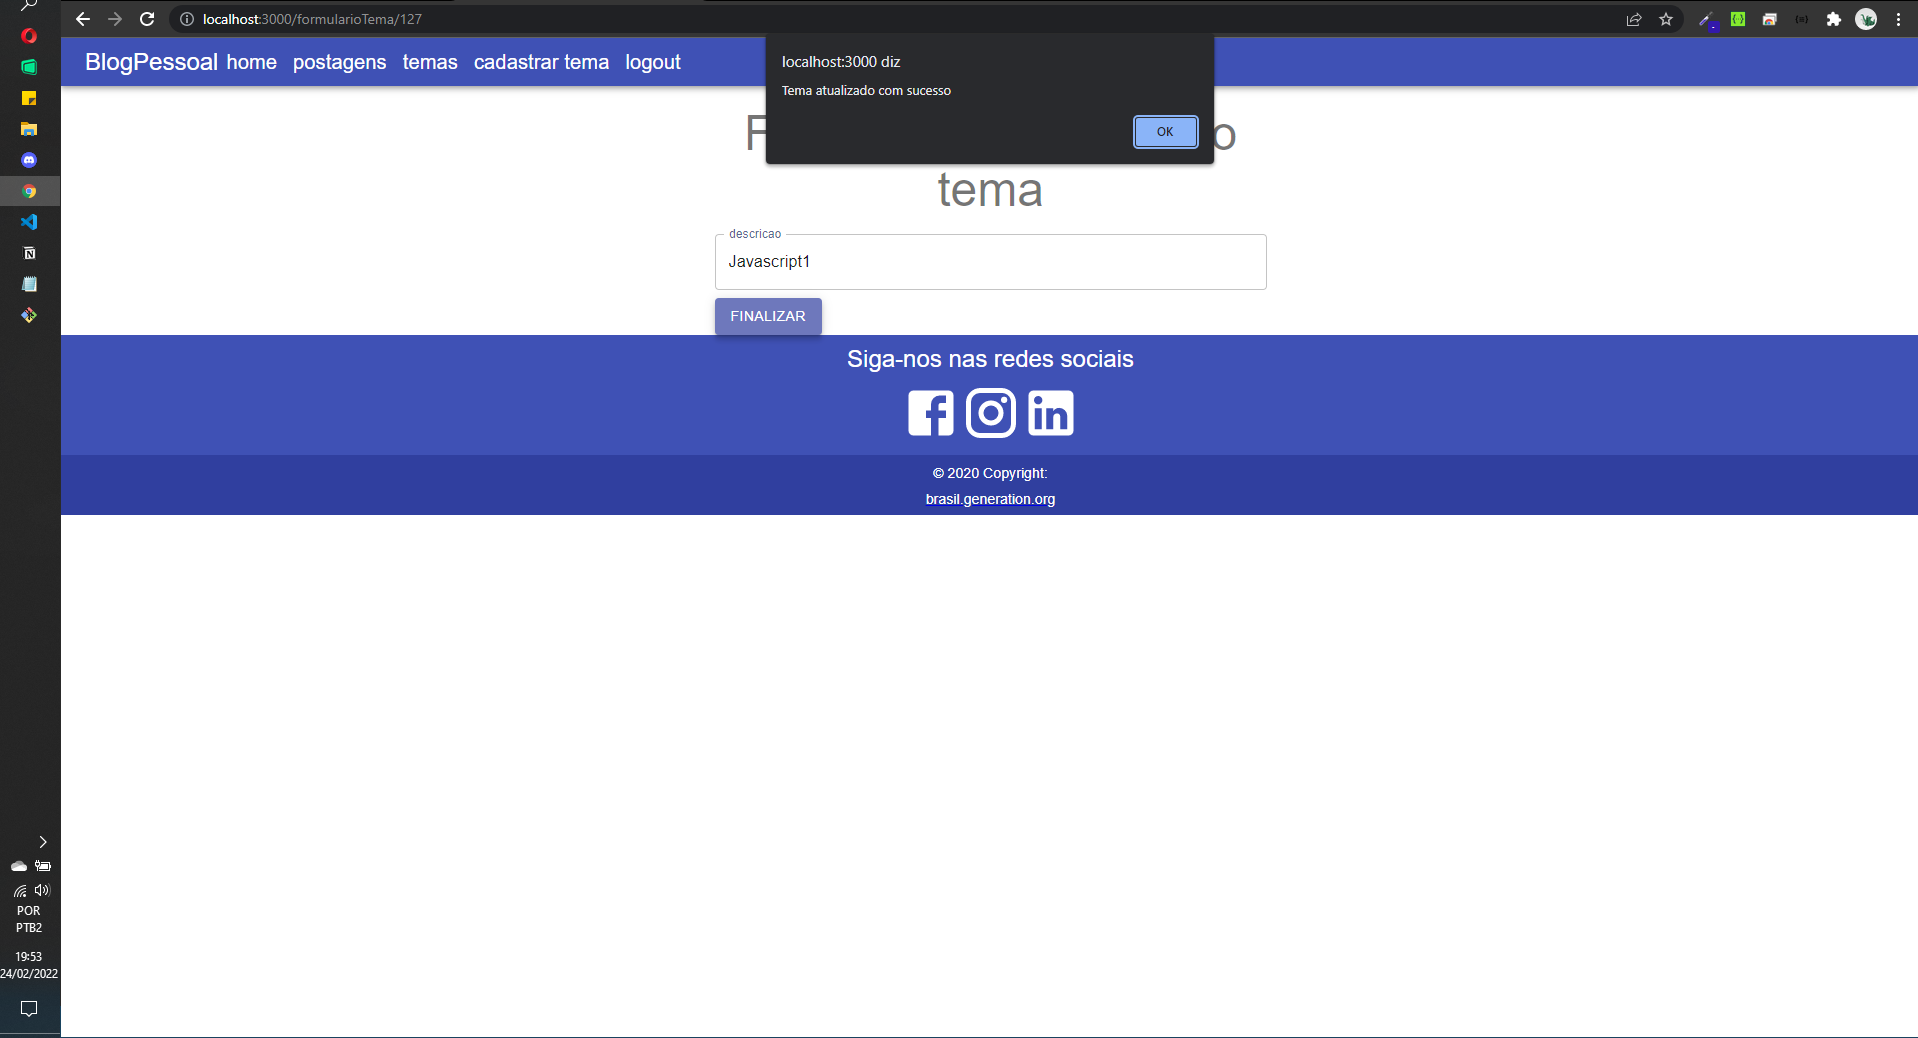 localhost:3000/formularioTema/127
BlogPessoal home postagens temas cadastrar tema logout
localhost:3000 diz
Tema atualizado com sucesso
OK
tema
descricao
Javascript1
FINALIZAR
Siga-nos nas redes sociais
© 2020 Copyright:
brasil.generation.org
POR
PTB2
19:53
24/02/2022